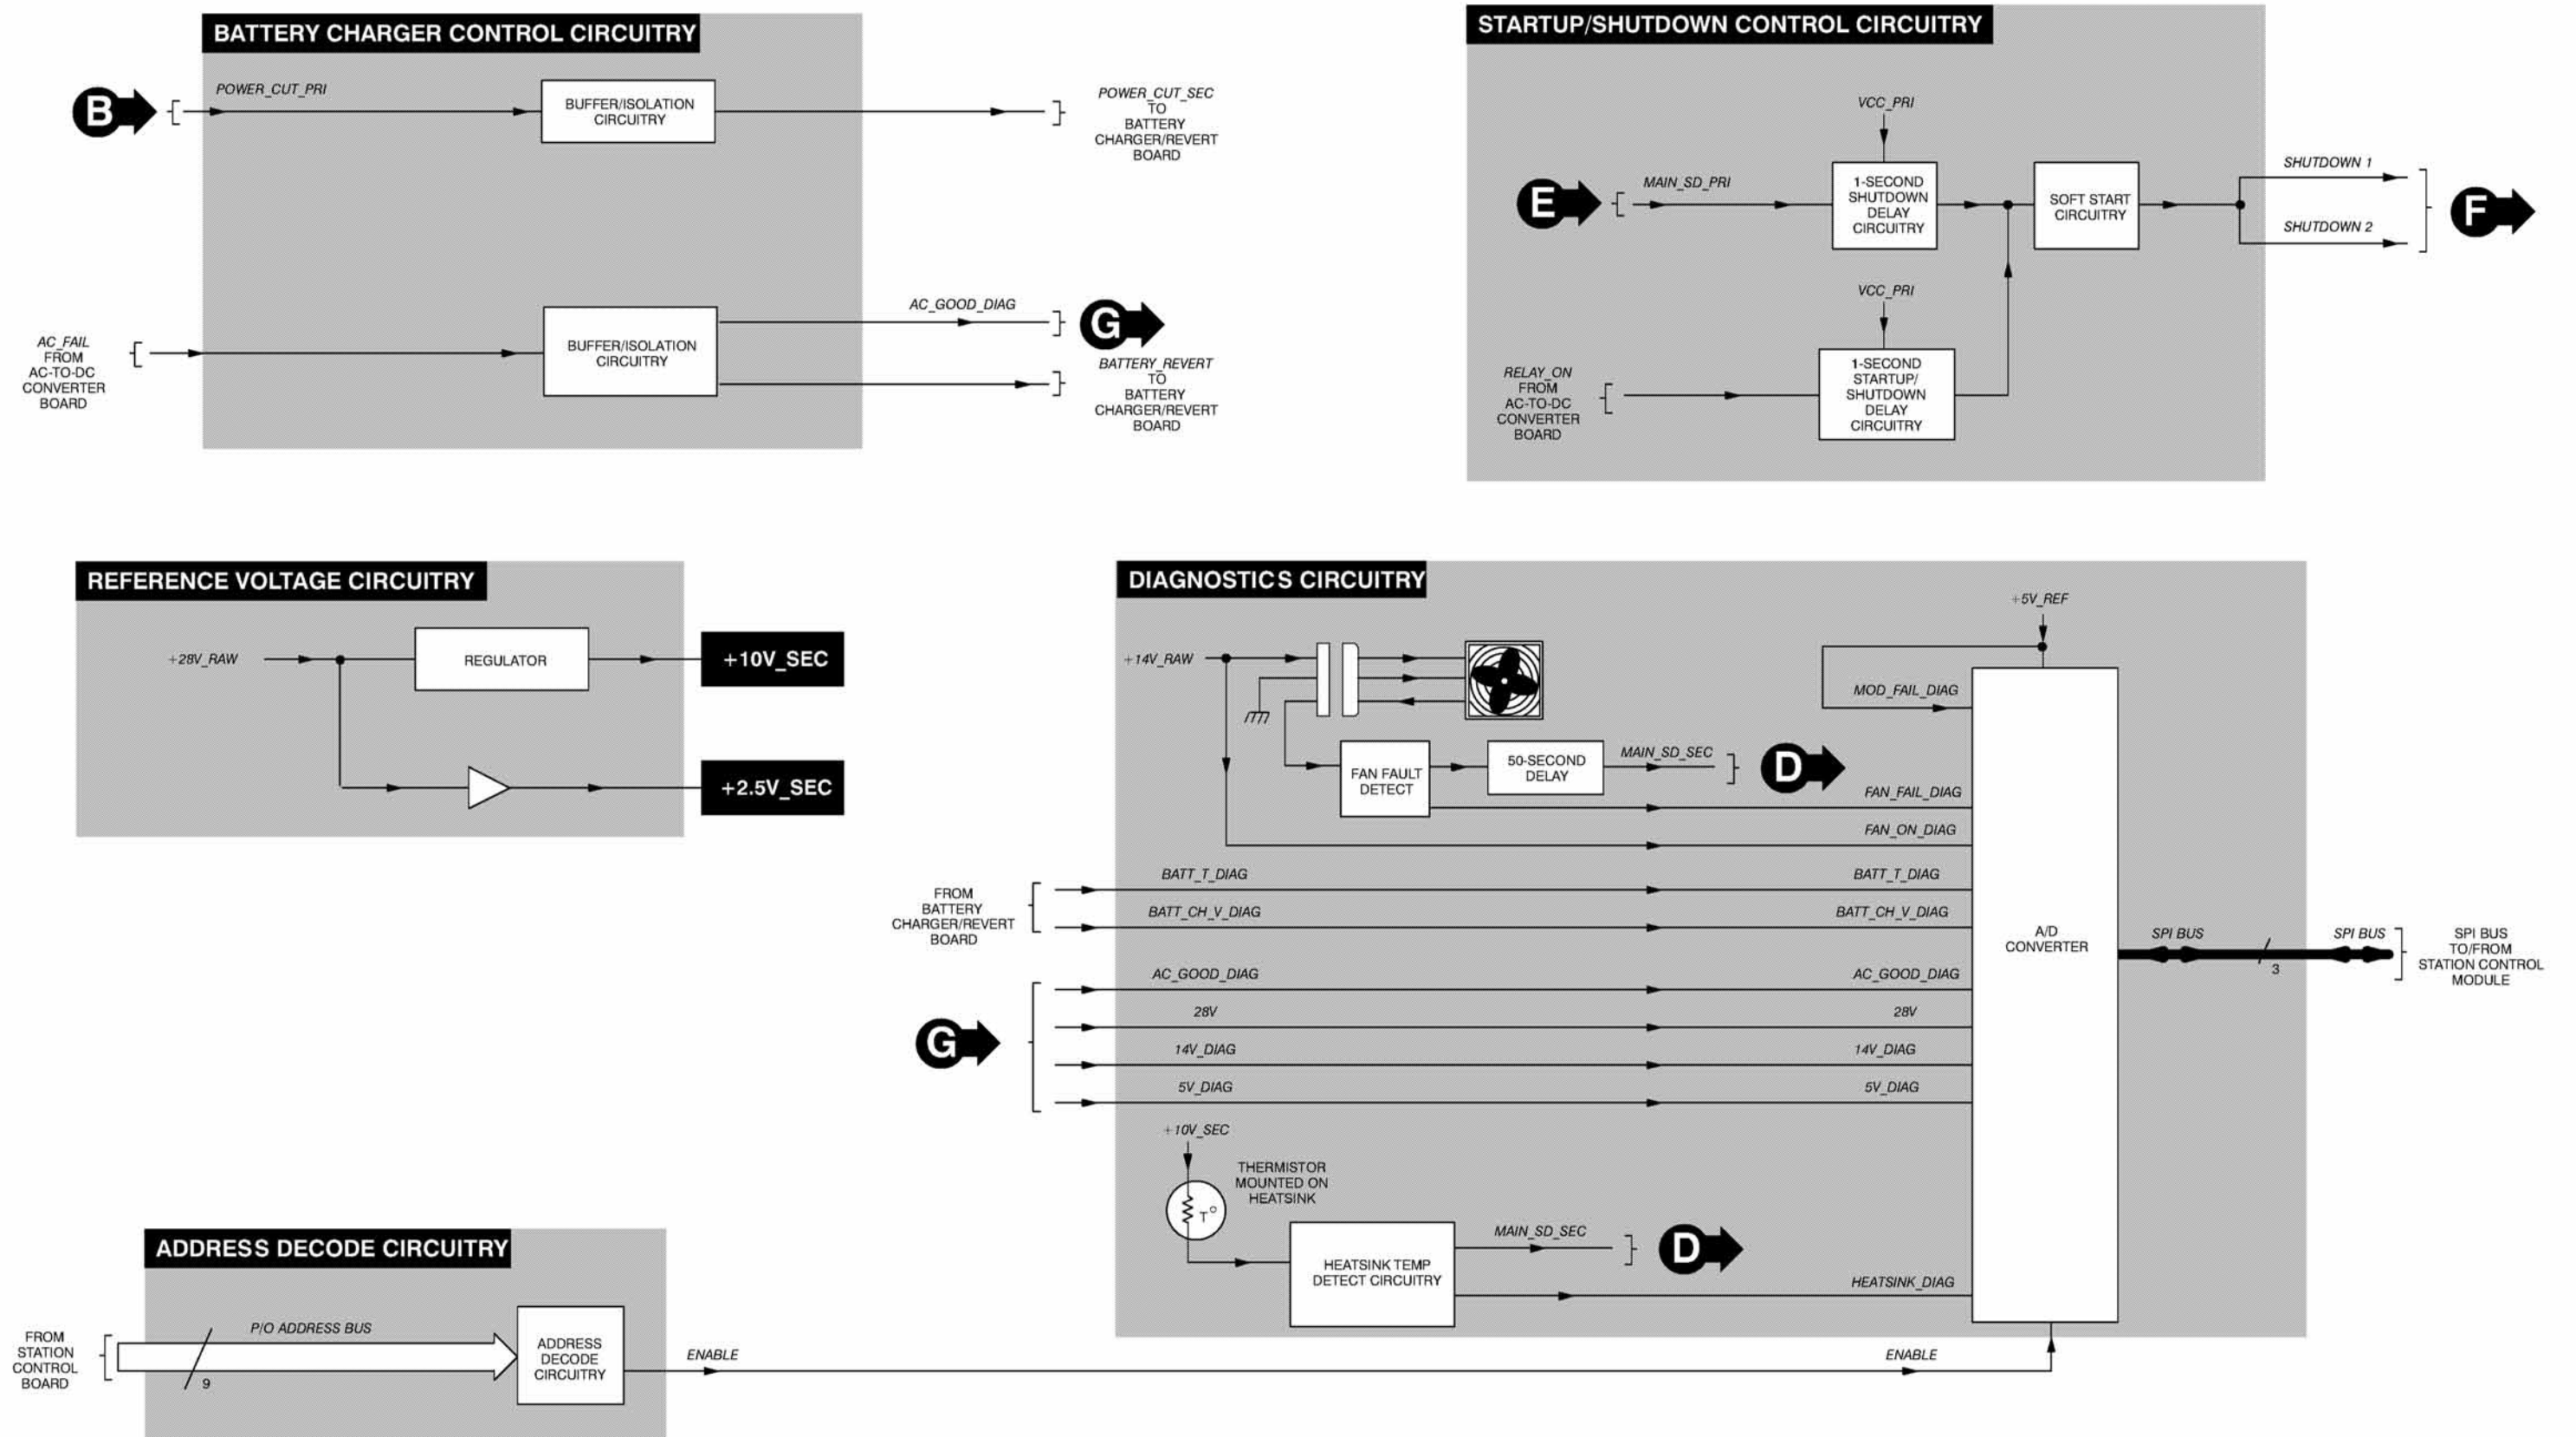 BATTERY CHARGER CONTROL CIRCUITRY
B
POWER_CUT_PRI
BUFFER/ISOLATION
CIRCUITRY
POWER_CUT_SEC
TO
BATTERY
CHARGER/REVERT
BOARD
AC_FAIL
FROM
AC-TO-DC
CONVERTER
BOARD
BUFFER/ISOLATION
CIRCUITRY
AC_GOOD_DIAG
G
BATTERY_REVERT
TO
BATTERY
CHARGER/REVERT
BOARD
STARTUP/SHUTDOWN CONTROL CIRCUITRY
VCC_PRI
E
MAIN_SD_PRI
1-SECOND
SHUTDOWN
DELAY
CIRCUITRY
SOFT START
CIRCUITRY
SHUTDOWN 1
SHUTDOWN 2
F
VCC_PRI
RELAY_ON
FROM
AC-TO-DC
CONVERTER
BOARD
1-SECOND
STARTUP/
SHUTDOWN
DELAY
CIRCUITRY
REFERENCE VOLTAGE CIRCUITRY
+28V_RAW
REGULATOR
+10V_SEC
+2.5V_SEC
DIAGNOSTICS CIRCUITRY
+14V_RAW
+5V_REF
MOD_FAIL_DIAG
FAN FAULT
DETECT
50-SECOND
DELAY
MAIN_SD_SEC
D
FAN_FAIL_DIAG
FAN_ON_DIAG
FROM
BATTERY
CHARGER/REVERT
BOARD
BATT_T_DIAG
BATT_T_DIAG
BATT_CH_V_DIAG
BATT_CH_V_DIAG
G
AC_GOOD_DIAG
AC_GOOD_DIAG
28V
28V
14V_DIAG
14V_DIAG
5V_DIAG
5V_DIAG
A/D
CONVERTER
SPI BUS
3
SPI BUS
SPI BUS
TO/FROM
STATION CONTROL
MODULE
+10V_SEC
THERMISTOR
MOUNTED ON
HEATSINK
T°
HEATSINK TEMP
DETECT CIRCUITRY
MAIN_SD_SEC
D
HEATSINK_DIAG
ADDRESS DECODE CIRCUITRY
FROM
STATION
CONTROL
BOARD
P/O ADDRESS BUS
9
ADDRESS
DECODE
CIRCUITRY
ENABLE
ENABLE